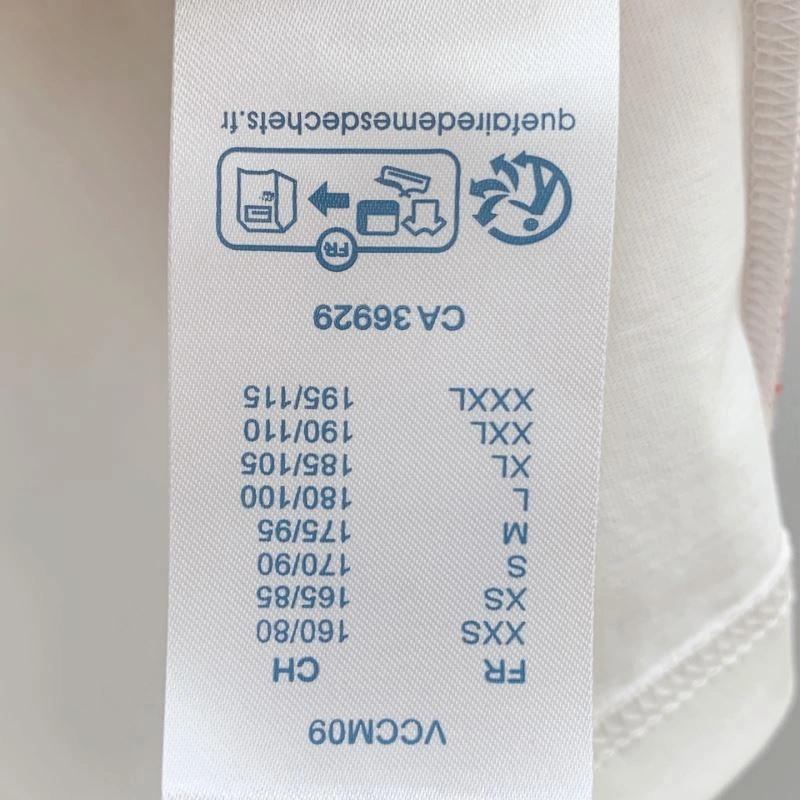 VCCM09
FR CH
XXS 160/80
XS 165/85
S 170/90
M 175/95
L 180/100
XL 185/105
XXL 190/110
XXXL 195/115
CA 36929
FR
quefairedemesdechets.fr